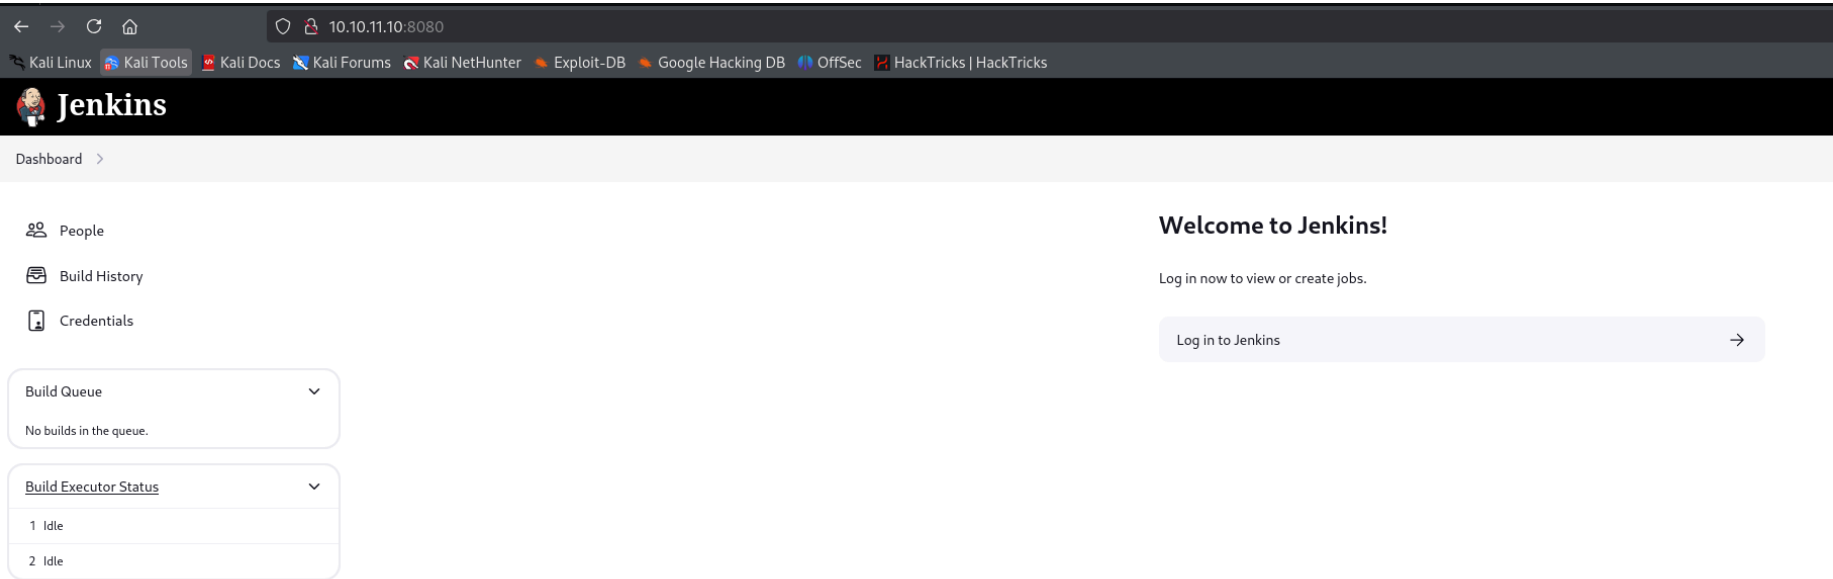 10.10.11.10:8080
Kali Linux Kali Tools Kali Docs Kali Forums Kali NetHunter Exploit-DB Google Hacking DB OffSec HackTricks | HackTricks
Jenkins
Dashboard
People
Build History
Credentials
Build Queue
No builds in the queue.
Build Executor Status
1 Idle
2 Idle
Welcome to Jenkins!
Log in now to view or create jobs.
Log in to Jenkins